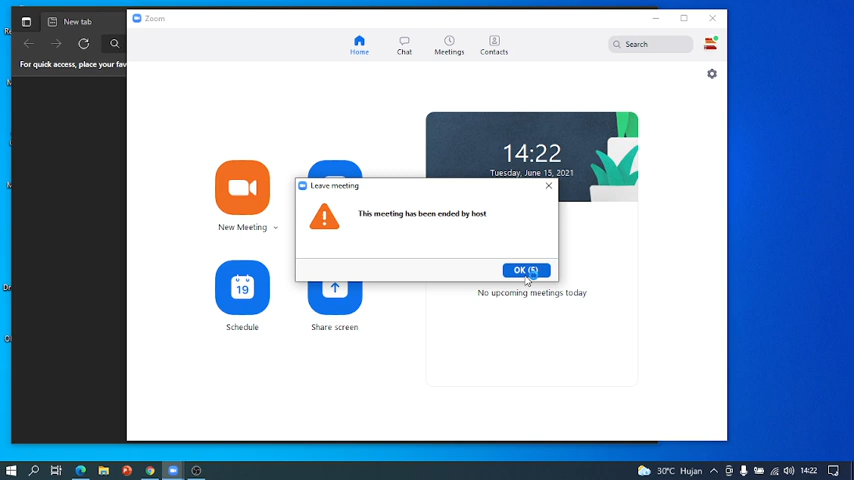 New tab
Zoom
Home
Chat
Meetings
Contacts
Search
For quick access, place your fav
14:22
Tuesday, June 15, 2021
Leave meeting
This meeting has been ended by host
OK (5)
New Meeting
19
Schedule
Share screen
No upcoming meetings today
30°C Hujan
14:22